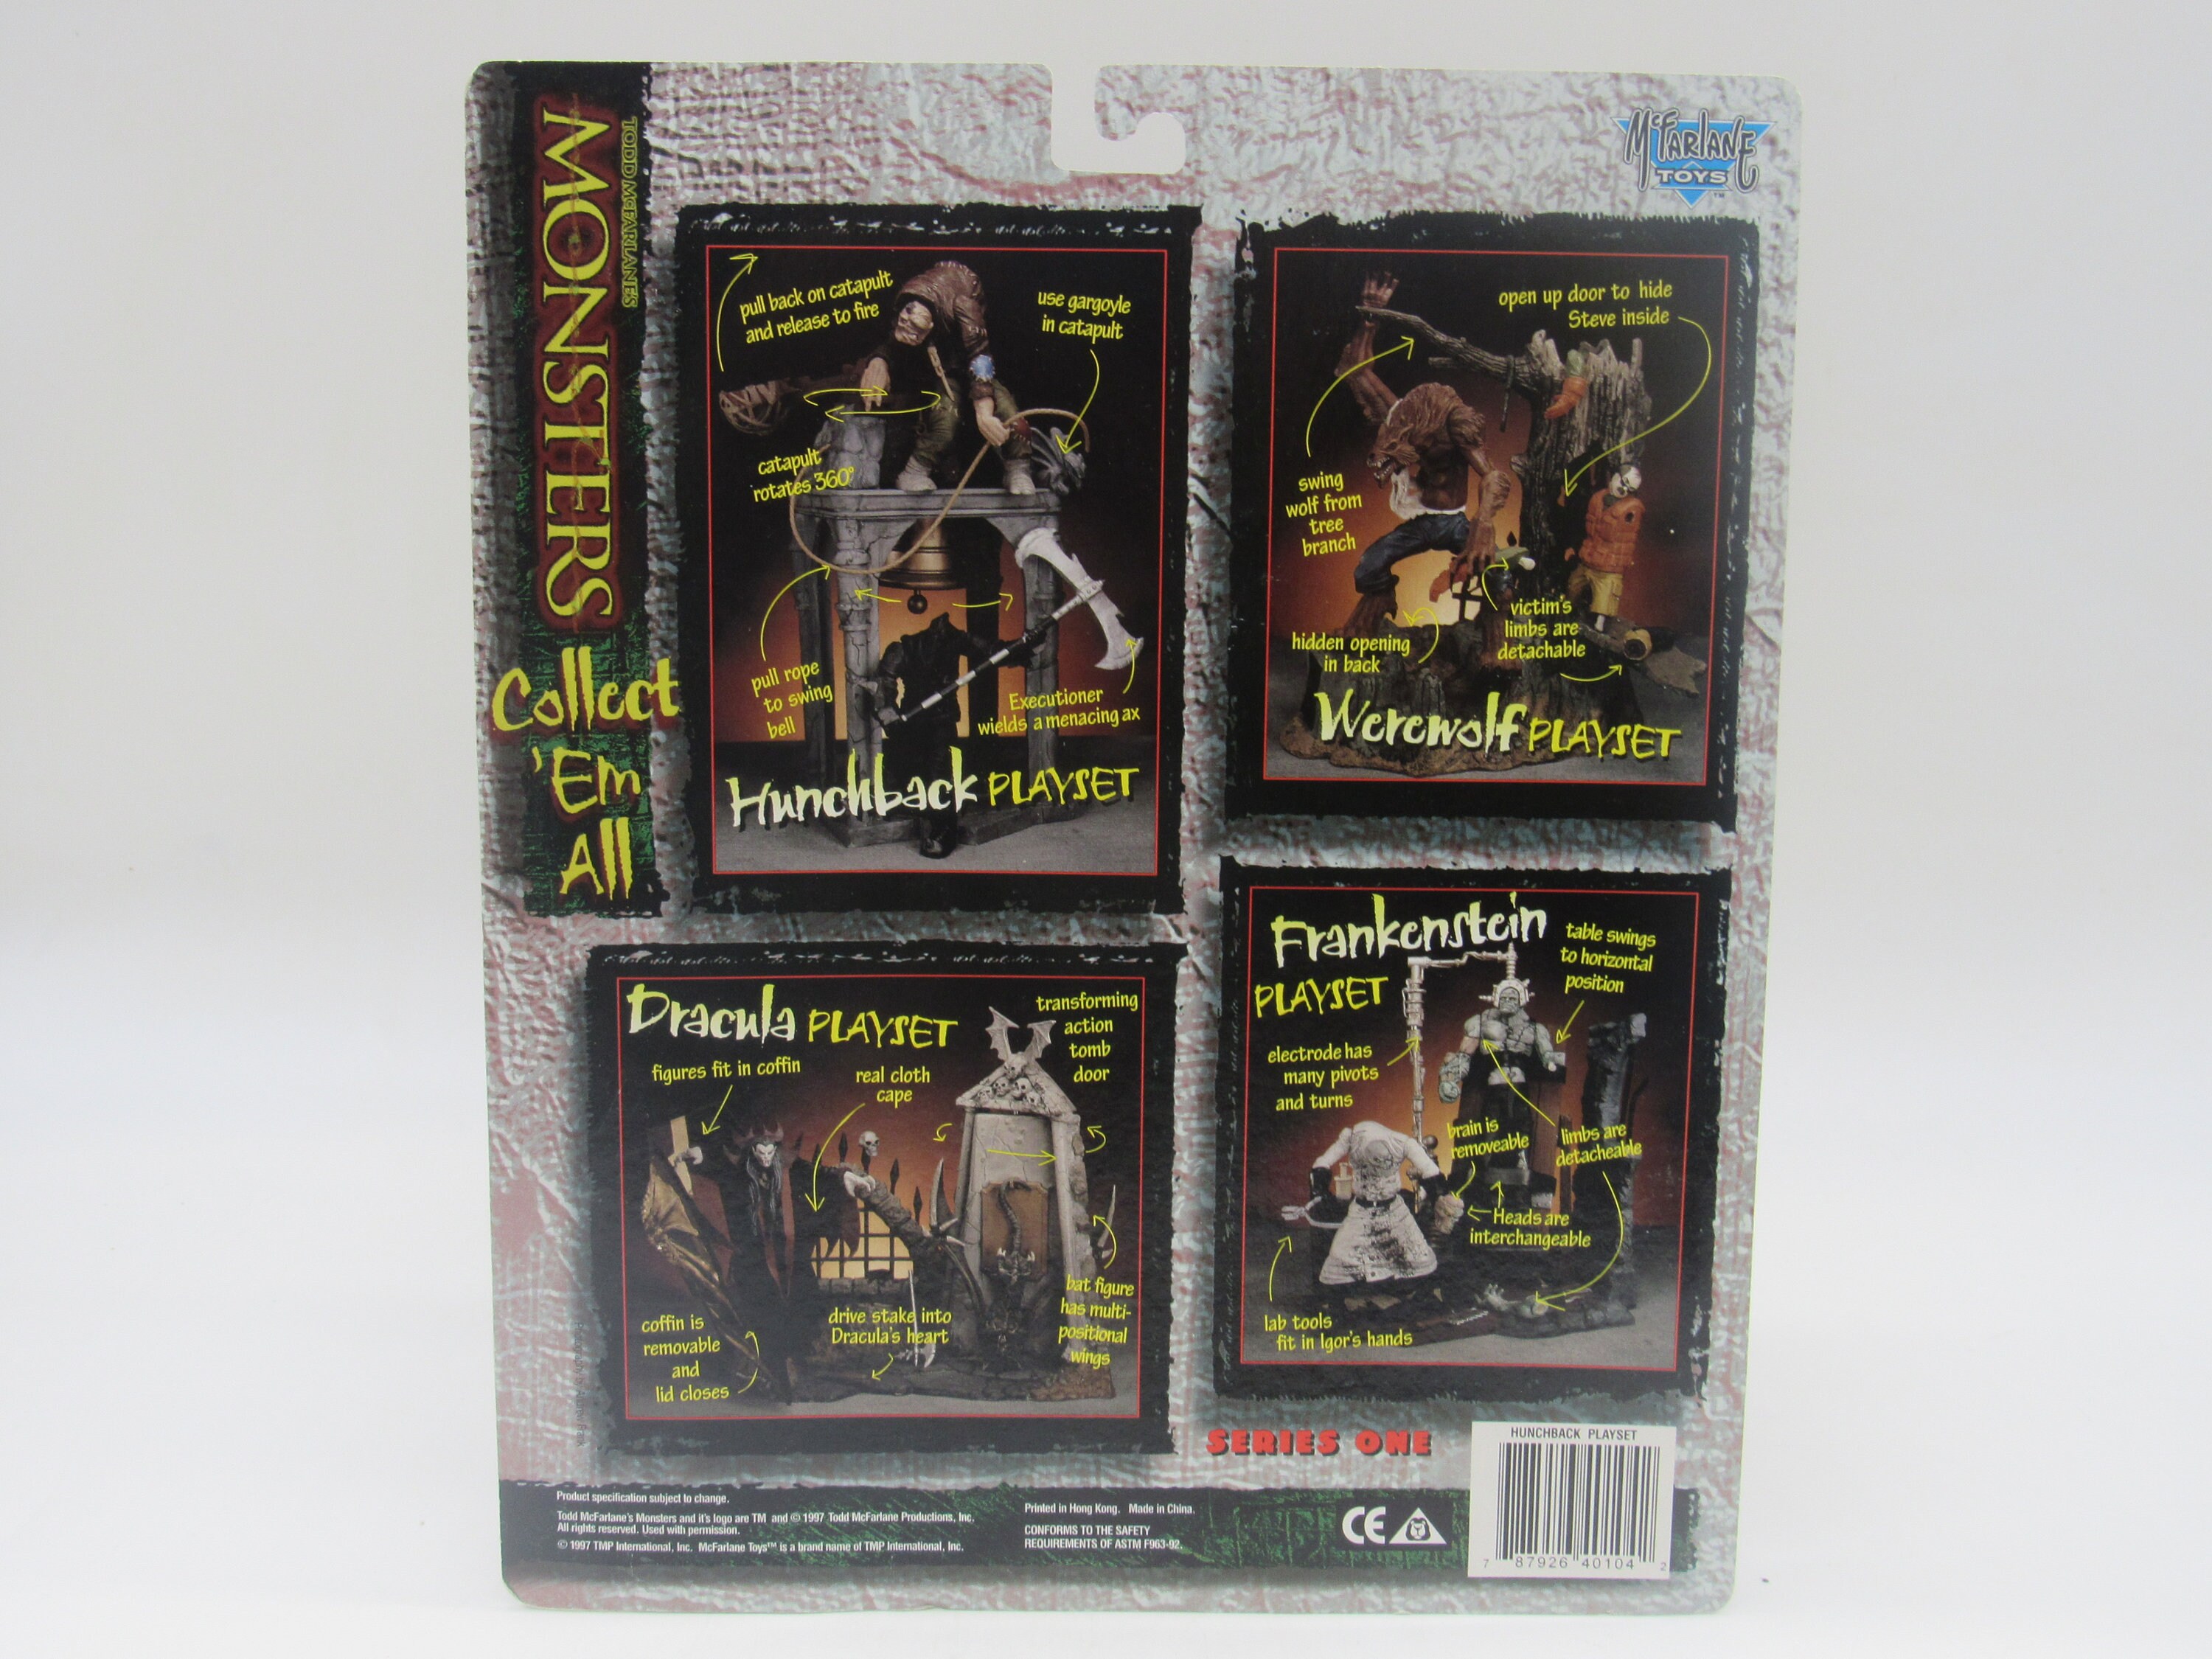 TODD MCFARLANE'S
MONSTERS
Collect
'Em
All
McFARLANE
TOYS
™
pull back on catapult
and release to fire
use gargoyle
in catapult
catapult
rotates 360°
pull rope
to swing
bell
Executioner
wields a menacing ax
Hunchback PLAYSET
open up door to hide
Steve inside
swing
wolf from
tree
branch
victim's
limbs are
detachable
hidden opening
in back
Werewolf PLAYSET
Dracula PLAYSET
transforming
action
tomb
door
figures fit in coffin
real cloth
cape
coffin is
removable
and
lid closes
drive stake into
Dracula's heart
bat figure
has multi-
positional
wings
Frankenstein
PLAYSET
table swings
to horizontal
position
electrode has
many pivots
and turns
brain is
removeable
limbs are
detacheable
Heads are
interchangeable
lab tools
fit in Igor's hands
SERIES ONE
HUNCHBACK PLAYSET
7 87926 40104 2
Product specification subject to change.
Todd McFarlane's Monsters and it's logo are TM and © 1997 Todd McFarlane Productions, Inc.
All rights reserved. Used with permission.
© 1997 TMP International, Inc. McFarlane Toys™ is a brand name of TMP International, Inc.
Printed in Hong Kong. Made in China.
CONFORMS TO THE SAFETY
REQUIREMENTS OF ASTM F963-92.
CE